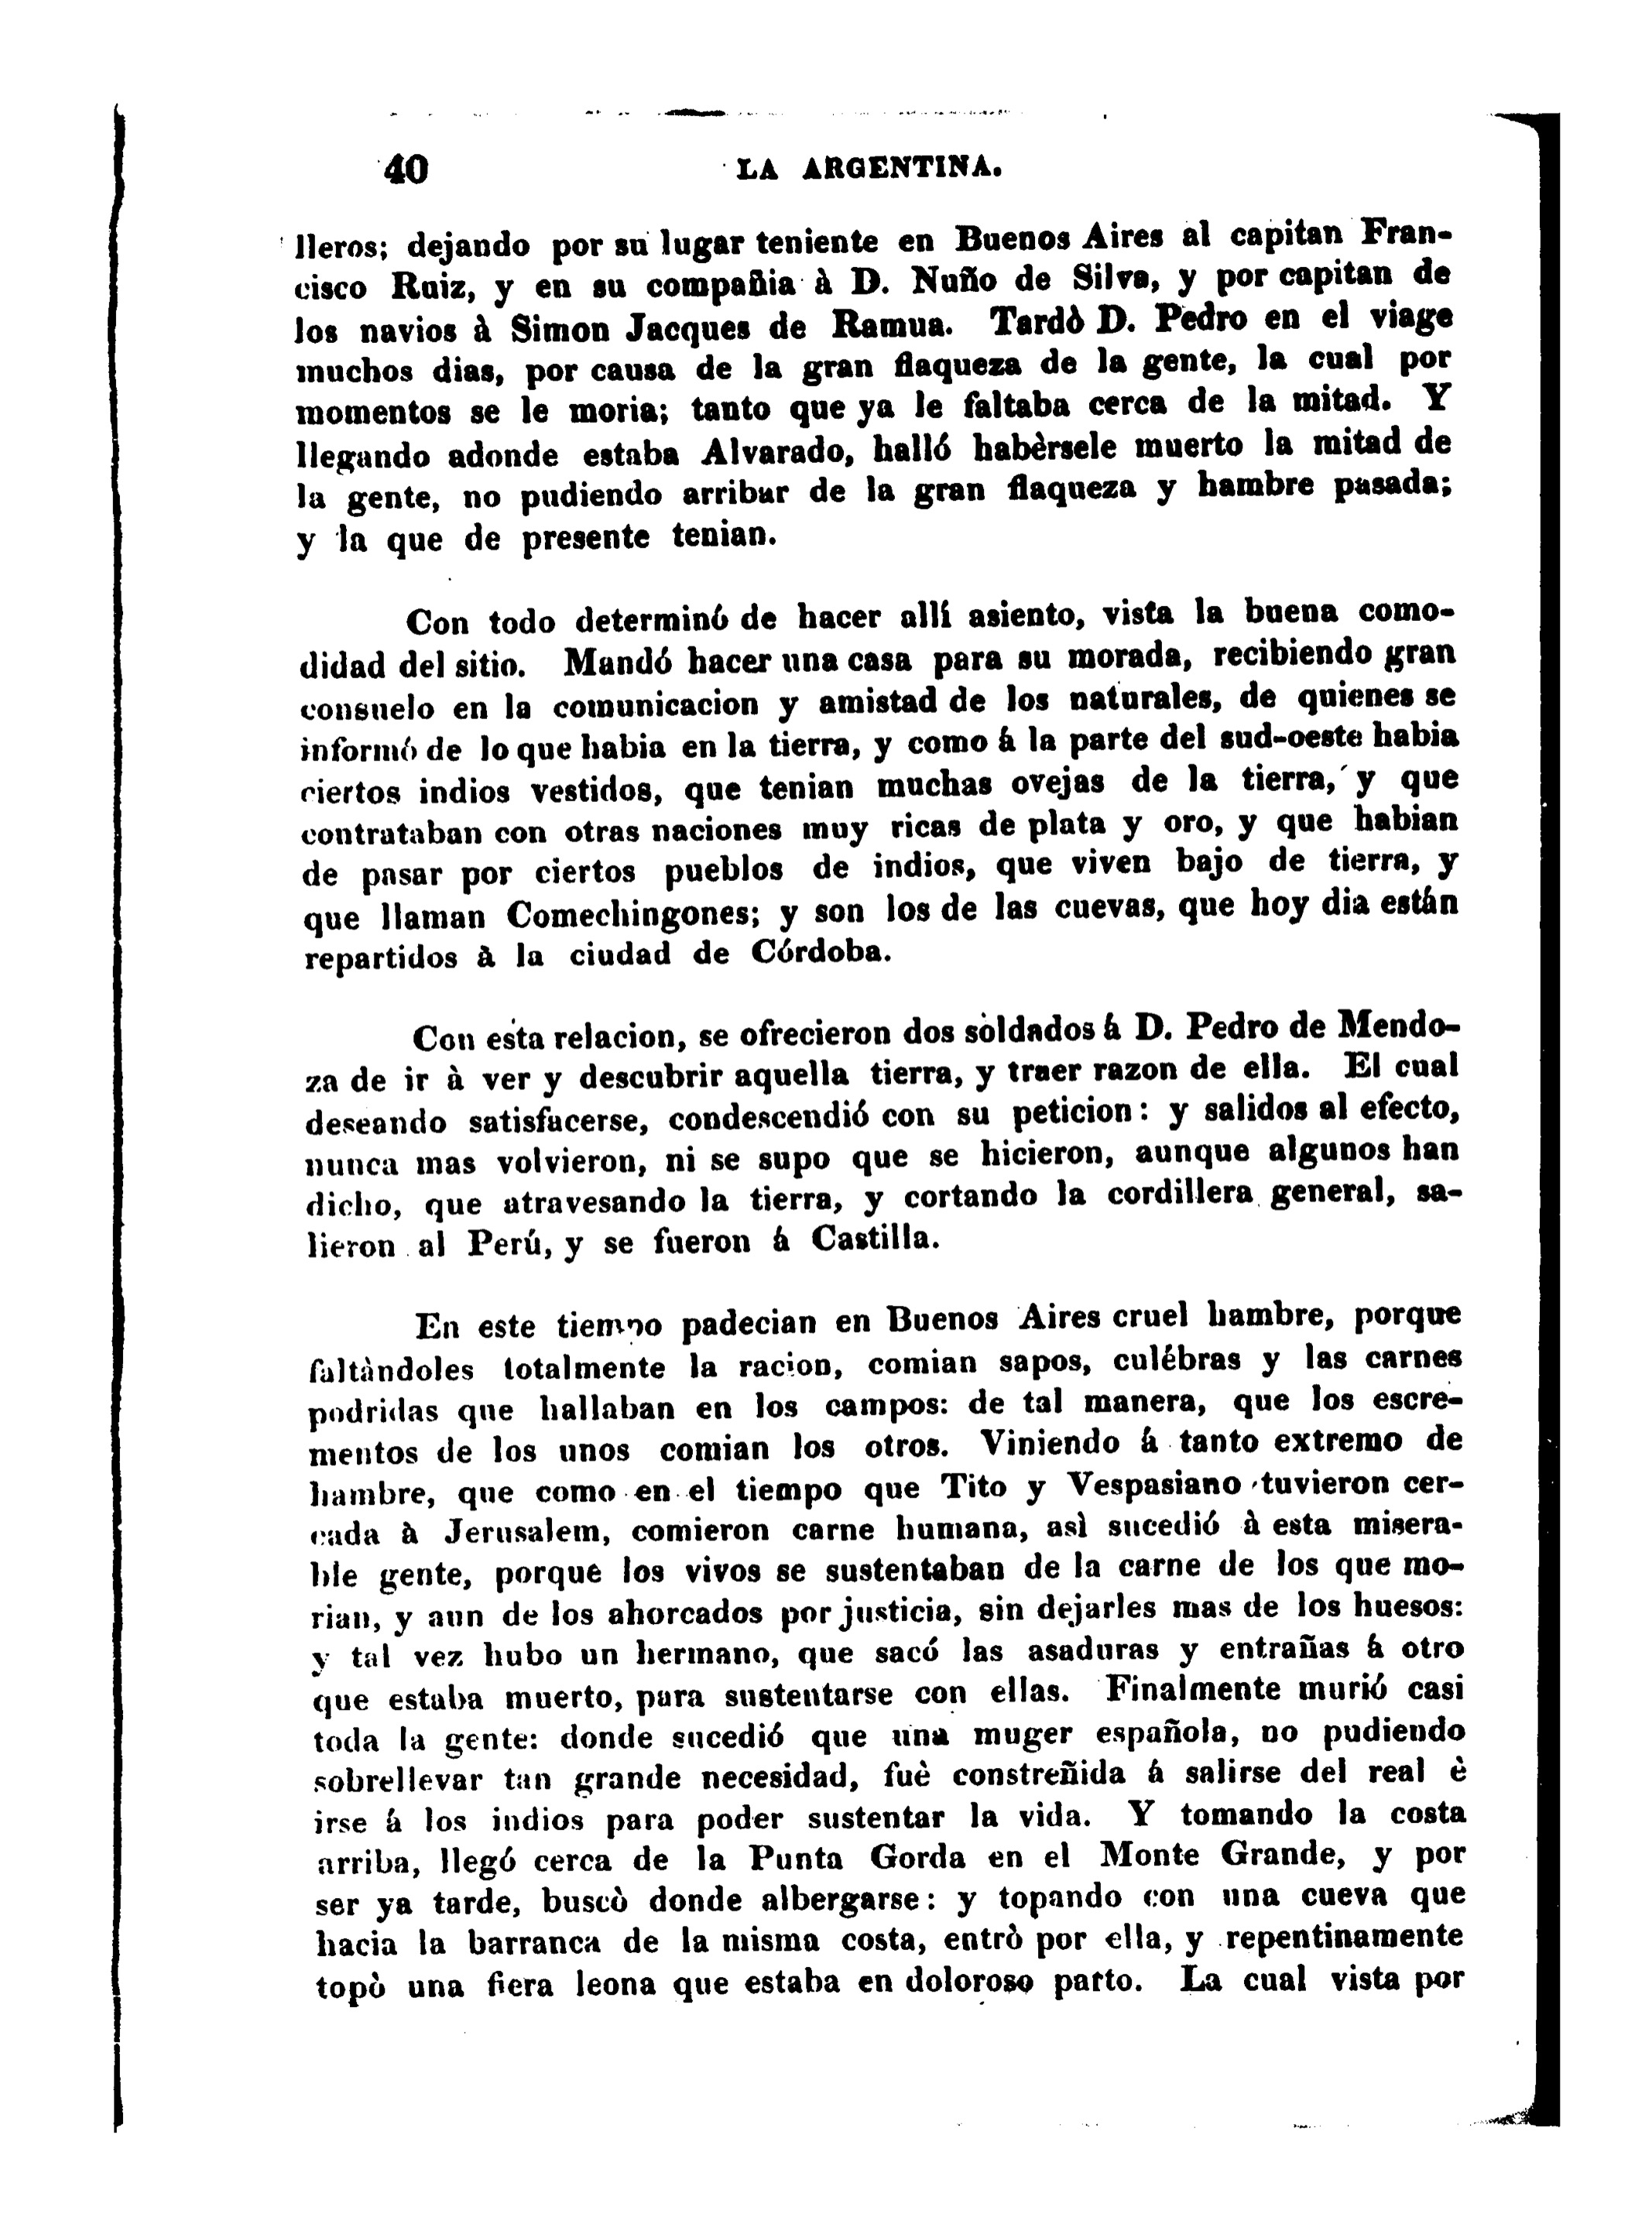 40 LA ARGENTINA.
lleros; dejando por su lugar teniente en Buenos Aires al capitan Fran-
cisco Ruiz, y en su compañia à D. Nuño de Silva, y por capitan de
los navios à Simon Jacques de Ramua. Tardò D. Pedro en el viage
muchos dias, por causa de la gran flaqueza de la gente, la cual por
momentos se le moria; tanto que ya le faltaba cerca de la mitad. Y
llegando adonde estaba Alvarado, halló habèrsele muerto la mitad de
la gente, no pudiendo arribar de la gran flaqueza y hambre pasada;
y la que de presente tenian.
Con todo determinó de hacer allí asiento, vista la buena como-
didad del sitio. Mandó hacer una casa para su morada, recibiendo gran
consuelo en la comunicacion y amistad de los naturales, de quienes se
informó de lo que habia en la tierra, y como á la parte del sud-oeste habia
ciertos indios vestidos, que tenian muchas ovejas de la tierra, y que
contrataban con otras naciones muy ricas de plata y oro, y que habian
de pasar por ciertos pueblos de indios, que viven bajo de tierra, y
que llaman Comechingones; y son los de las cuevas, que hoy dia están
repartidos à la ciudad de Córdoba.
Con esta relacion, se ofrecieron dos soldados á D. Pedro de Mendo-
za de ir à ver y descubrir aquella tierra, y traer razon de ella. El cual
deseando satisfacerse, condescendió con su peticion: y salidos al efecto,
nunca mas volvieron, ni se supo que se hicieron, aunque algunos han
dicho, que atravesando la tierra, y cortando la cordillera general, sa-
lieron al Perú, y se fueron á Castilla.
En este tiempo padecian en Buenos Aires cruel hambre, porque
faltàndoles totalmente la racion, comian sapos, culébras y las carnes
podridas que hallaban en los campos: de tal manera, que los escre-
mentos de los unos comian los otros. Viniendo á tanto extremo de
hambre, que como en el tiempo que Tito y Vespasiano tuvieron cer-
cada à Jerusalem, comieron carne humana, asì sucedió à esta misera-
ble gente, porque los vivos se sustentaban de la carne de los que mo-
rian, y aun de los ahorcados por justicia, sin dejarles mas de los huesos:
y tal vez hubo un hermano, que sacó las asaduras y entrañas á otro
que estaba muerto, para sustentarse con ellas. Finalmente murió casi
toda la gente: donde sucedió que una muger española, no pudiendo
sobrellevar tan grande necesidad, fuè constreñida á salirse del real è
irse á los indios para poder sustentar la vida. Y tomando la costa
arriba, llegó cerca de la Punta Gorda en el Monte Grande, y por
ser ya tarde, buscò donde albergarse: y topando con una cueva que
hacia la barranca de la misma costa, entrò por ella, y repentinamente
topò una fiera leona que estaba en doloroso parto. La cual vista por